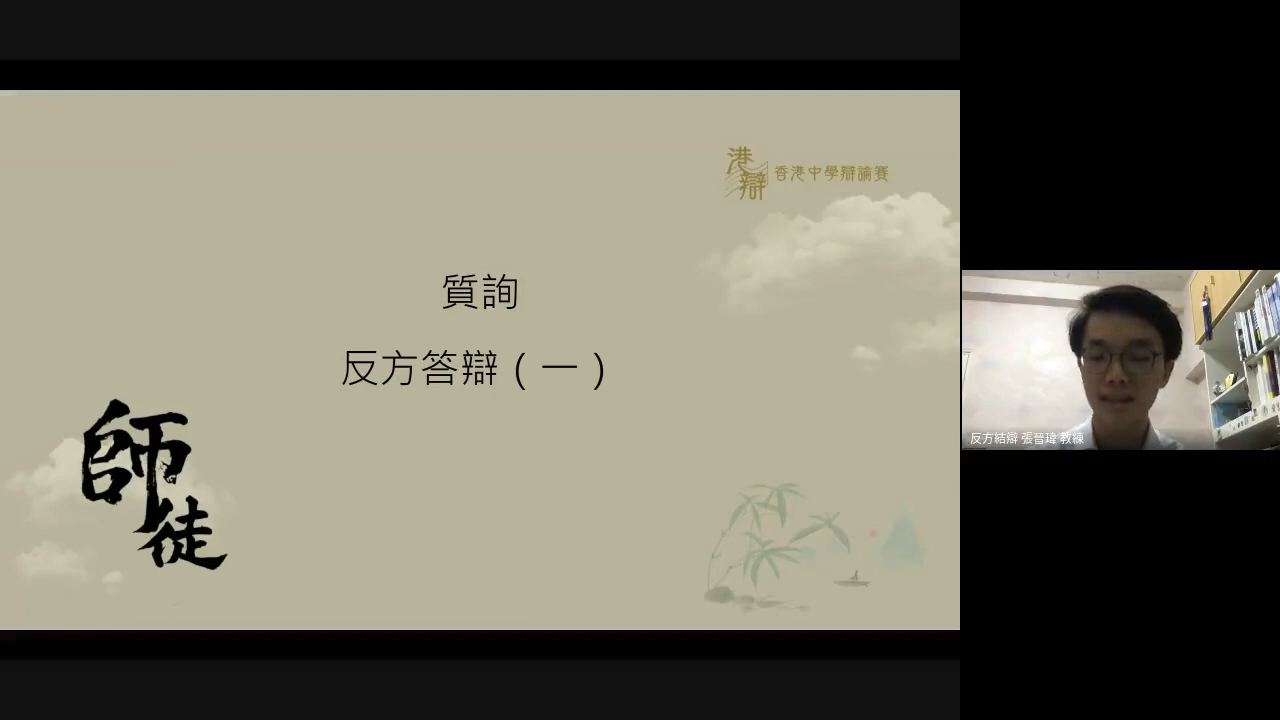 港辯
香港中學辯論賽
質詢
反方答辯（一）
師徒
反方結辯 張晉瑋 教練